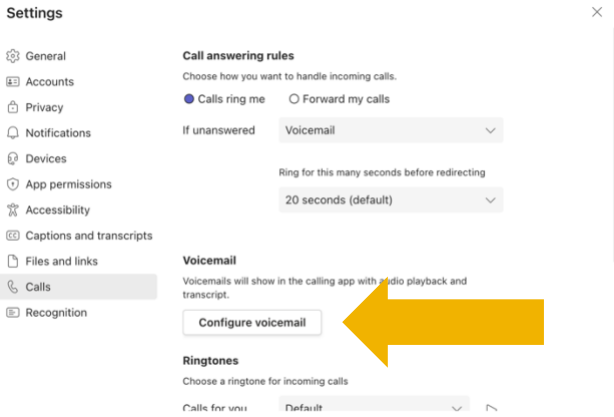 Settings
General
Accounts
Privacy
Notifications
Devices
App permissions
Accessibility
Captions and transcripts
Files and links
Calls
Recognition
Call answering rules
Choose how you want to handle incoming calls.
Calls ring me
Forward my calls
If unanswered
Voicemail
Ring for this many seconds before redirecting
20 seconds (default)
Voicemail
Voicemails will show in the calling app with audio playback and
transcript.
Configure voicemail
Ringtones
Choose a ringtone for incoming calls
Calls for you
Default